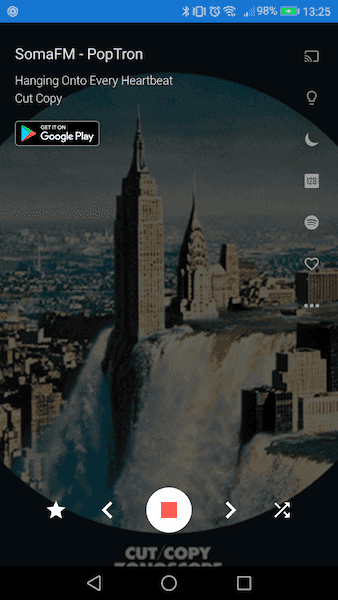 98% 13:25
SomaFM - PopTron
Hanging Onto Every Heartbeat
Cut Copy
GET IT ON
Google Play
128
CUT/COPY
ZONOSCOPE